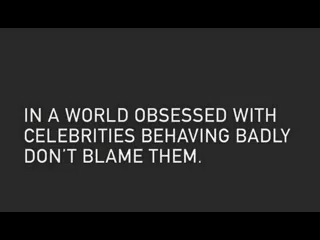 IN A WORLD OBSESSED WITH
CELEBRITIES BEHAVING BADLY
DON'T BLAME THEM.